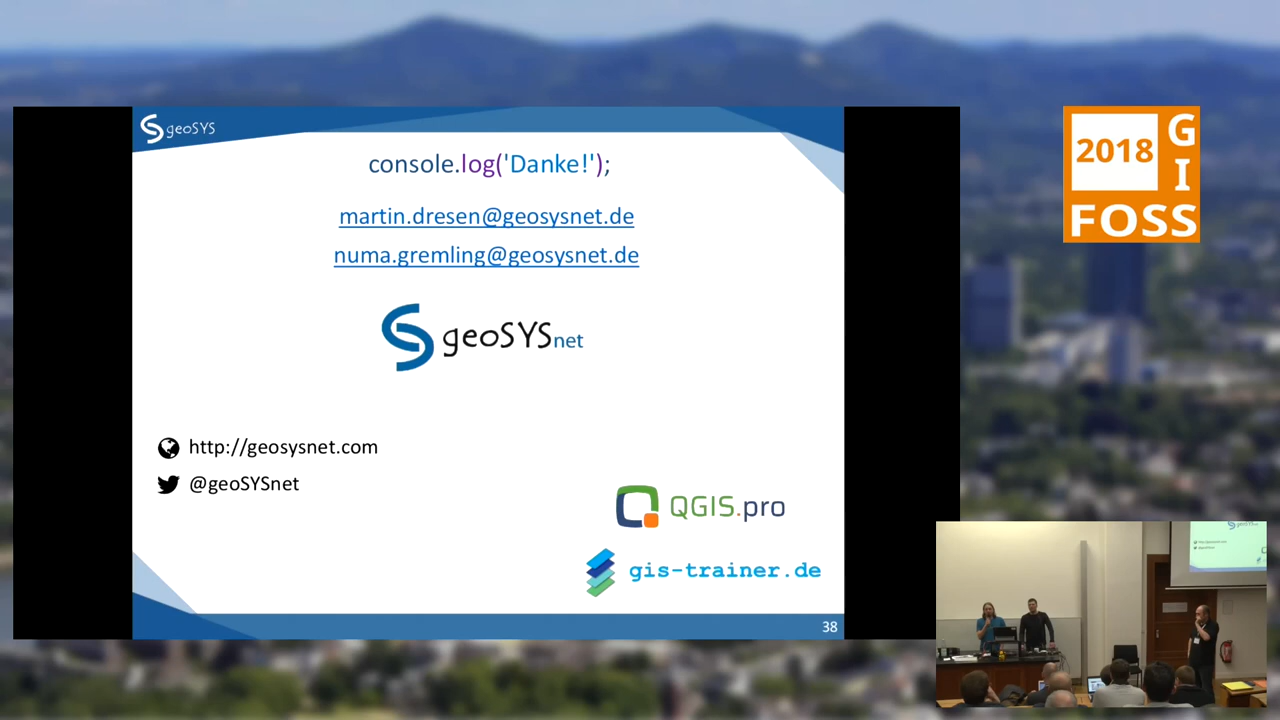 geoSYS
console.log('Danke!');
martin.dresen@geosysnet.de
numa.gremling@geosysnet.de
geoSYSnet
http://geosysnet.com
@geoSYSnet
QGIS.pro
gis-trainer.de
38
2018
G
I
FOSS